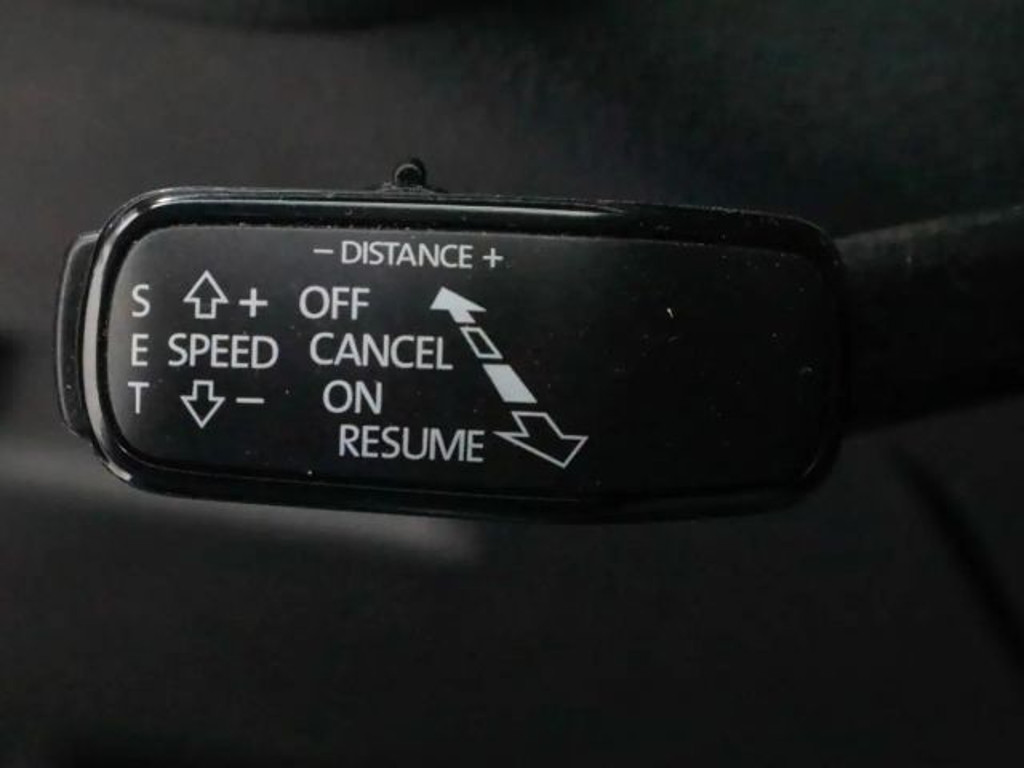 – DISTANCE +
S + OFF
E SPEED CANCEL
T – ON
RESUME